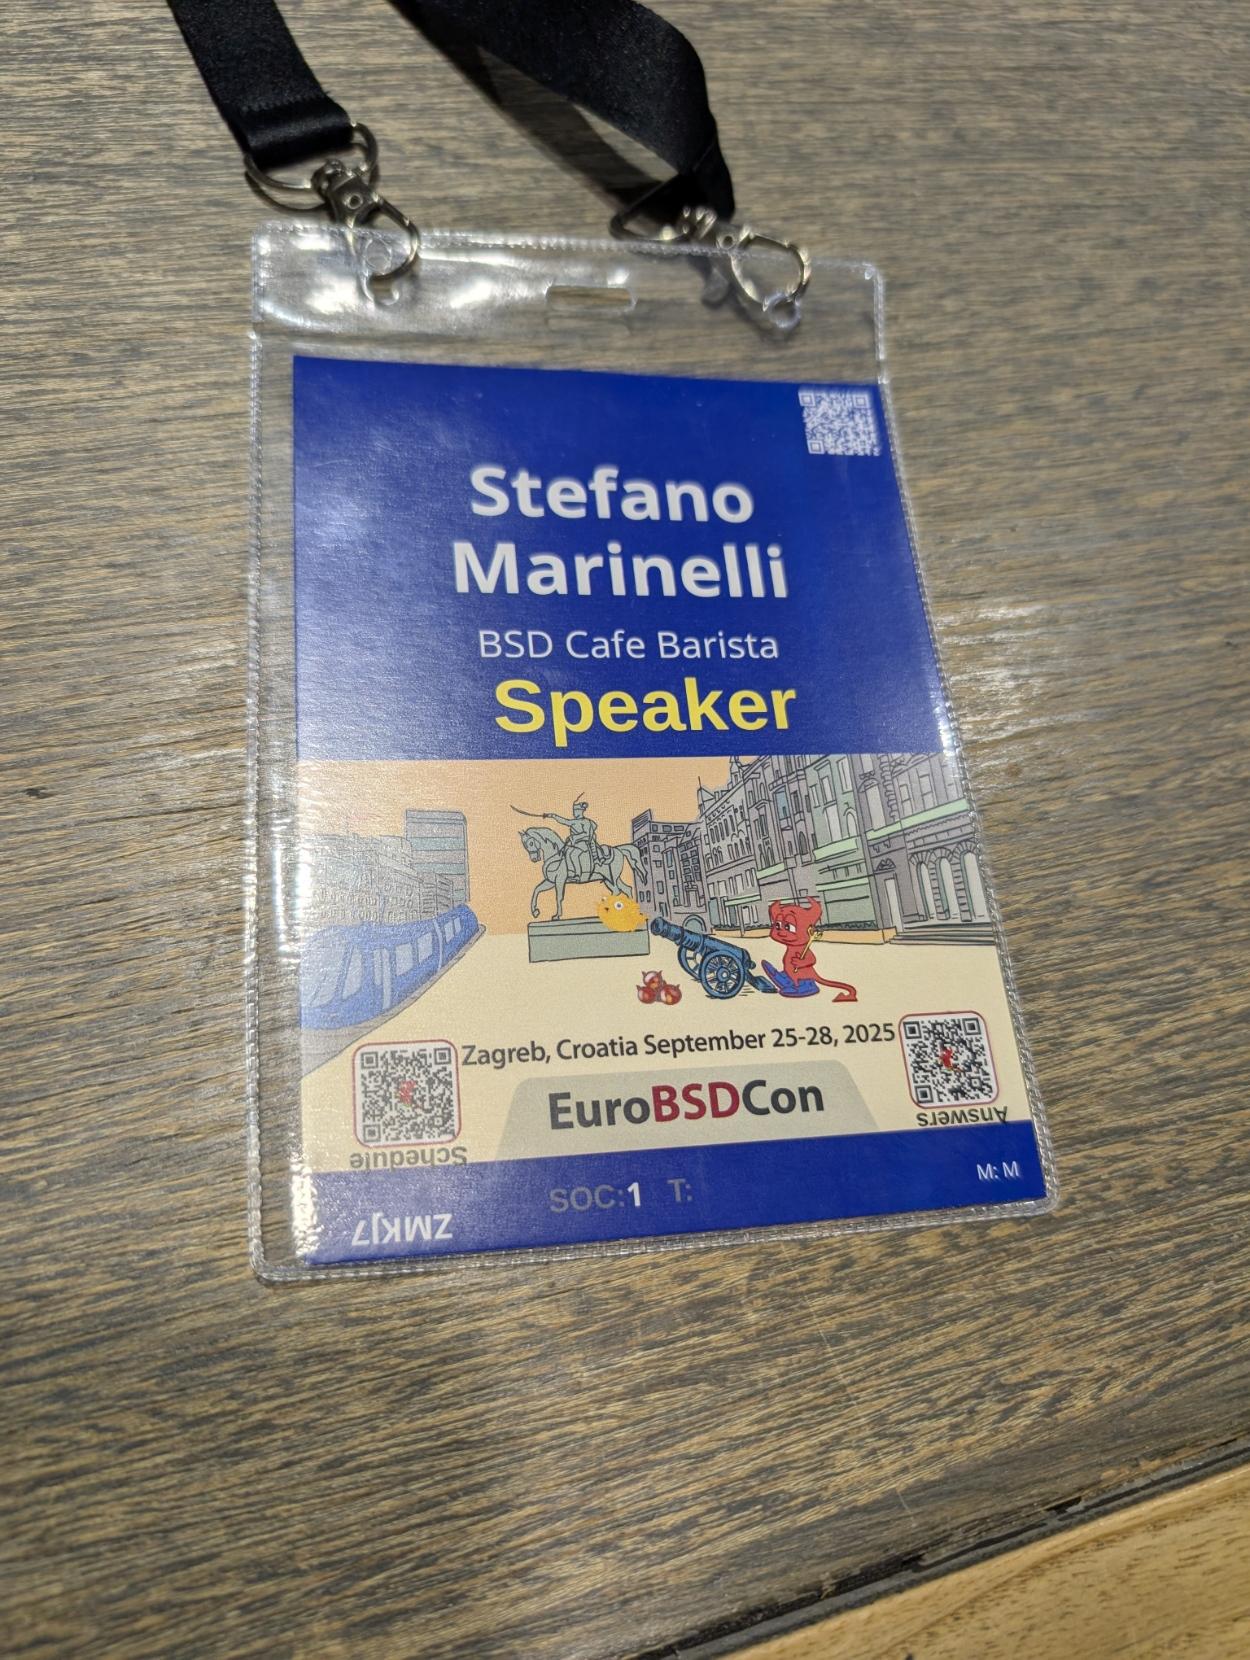 Stefano
Marinelli
BSD Cafe Barista
Speaker
Zagreb, Croatia September 25-28, 2025
EuroBSDCon
Schedule
Answers
SOC:1 T:
M: M
ZMKJ7